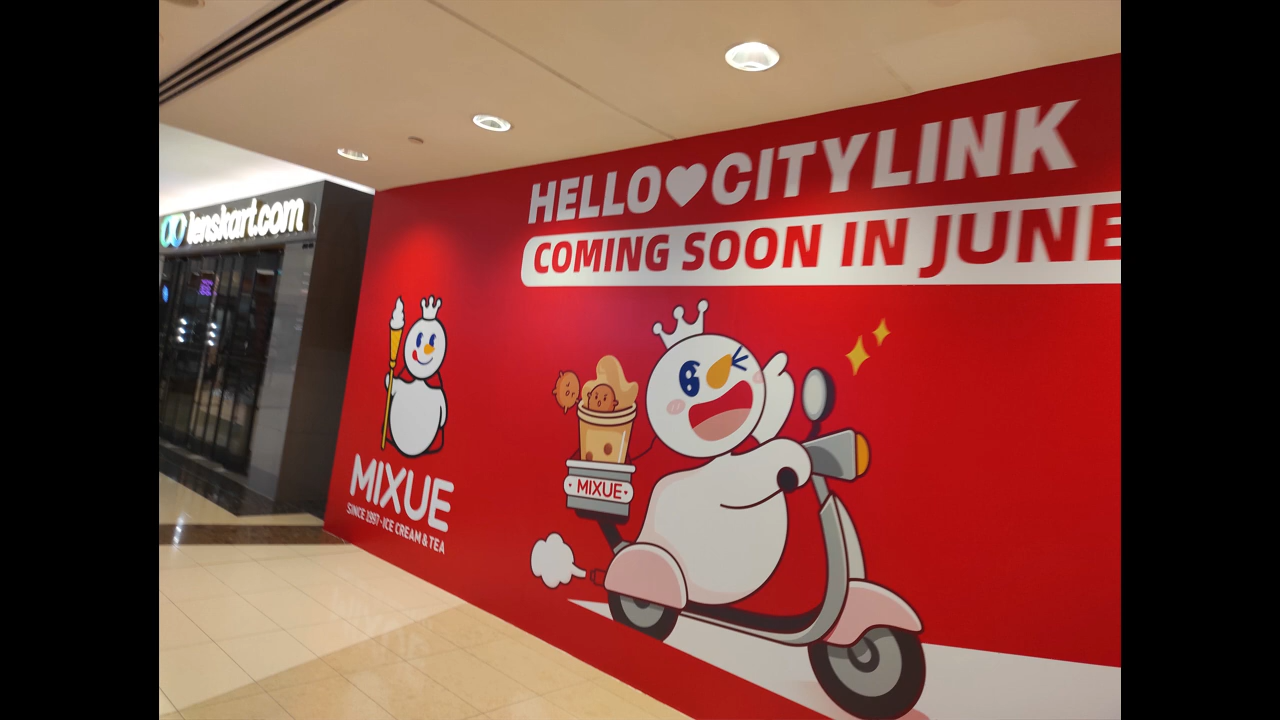 lenskart.com
HELLO CITYLINK
COMING SOON IN JUNE
MIXUE
SINCE 1997·ICE CREAM & TEA
·MIXUE·